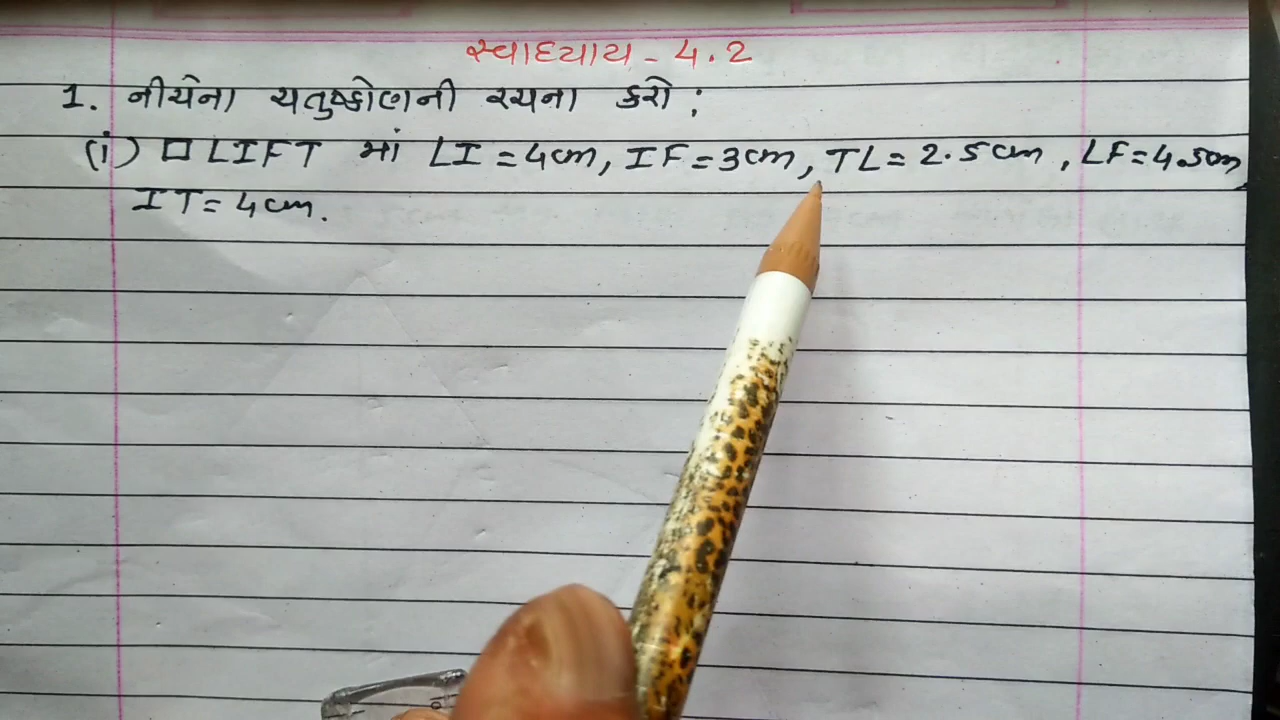 સ્વાધ્યાય - 4.2
1. નીચેના ચતુષ્કોણની રચના કરો :
(i) □ LIFT માં LI = 4cm, IF = 3cm, TL = 2.5cm, LF = 4.5cm,
IT = 4cm.